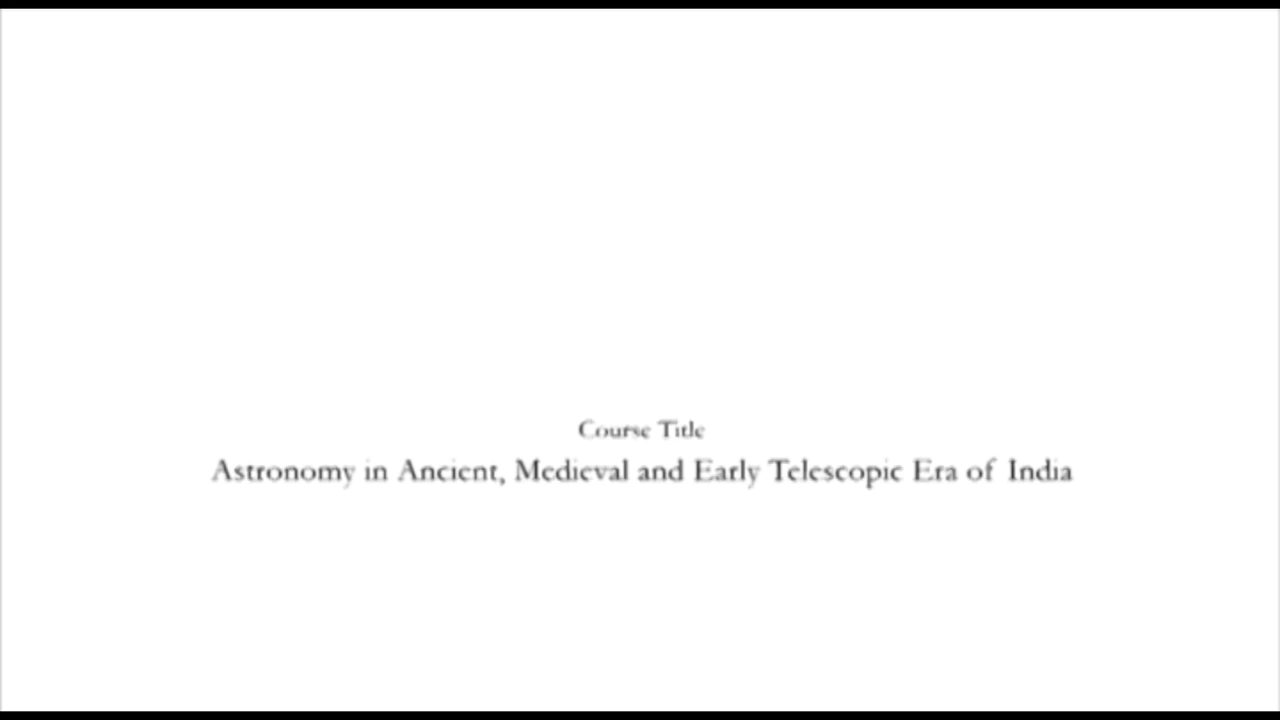 Course Title
Astronomy in Ancient, Medieval and Early Telescopic Era of India